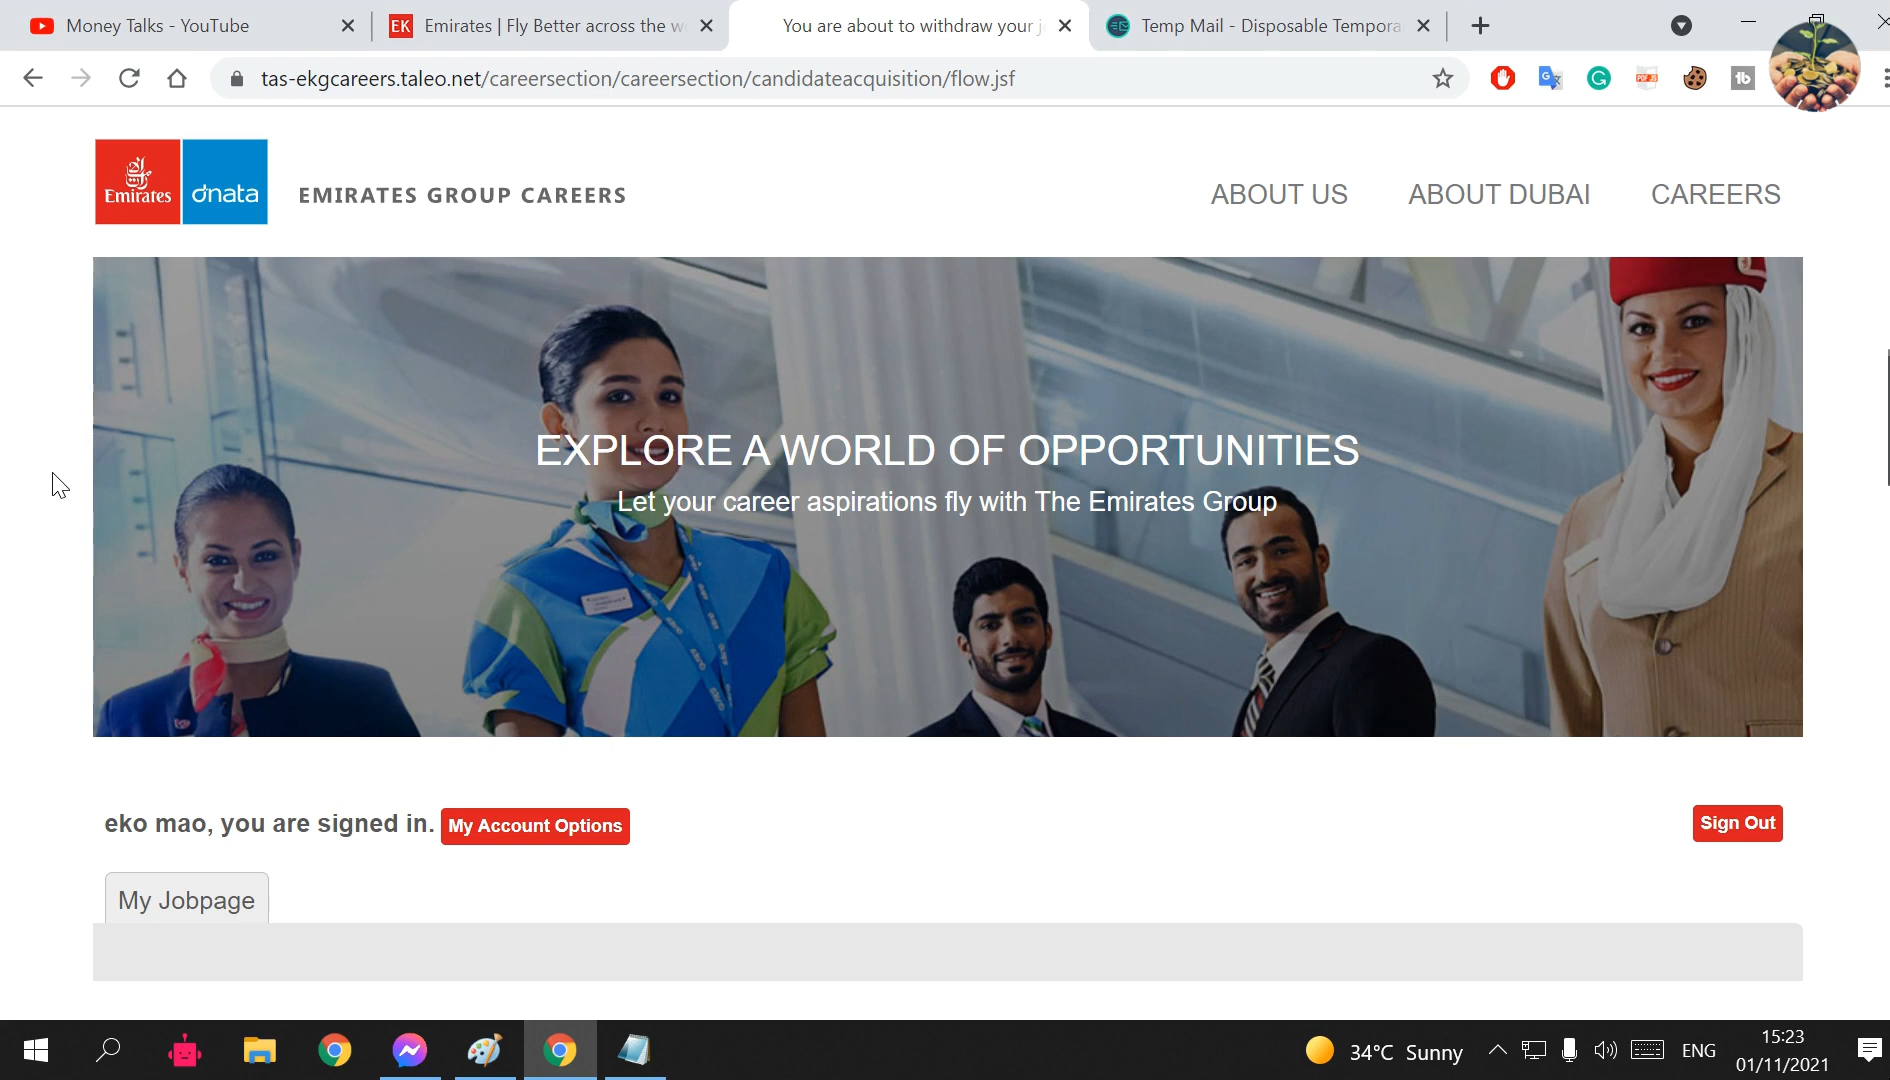 Money Talks - YouTube
EK
Emirates | Fly Better across the w
You are about to withdraw your j
Temp Mail - Disposable Tempora
tas-ekgcareers.taleo.net/careersection/careersection/candidateacquisition/flow.jsf
Emirates
dnata
EMIRATES GROUP CAREERS
ABOUT US
ABOUT DUBAI
CAREERS
EXPLORE A WORLD OF OPPORTUNITIES
Let your career aspirations fly with The Emirates Group
eko mao, you are signed in.
My Account Options
Sign Out
My Jobpage
34°C Sunny
ENG
15:23
01/11/2021